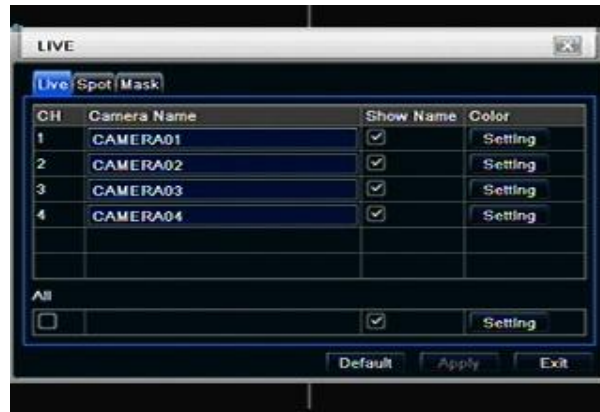 LIVE
Live Spot Mask
CH Camera Name Show Name Color
1 CAMERA01 Setting
2 CAMERA02 Setting
3 CAMERA03 Setting
4 CAMERA04 Setting
All
Setting
Default Apply Exit